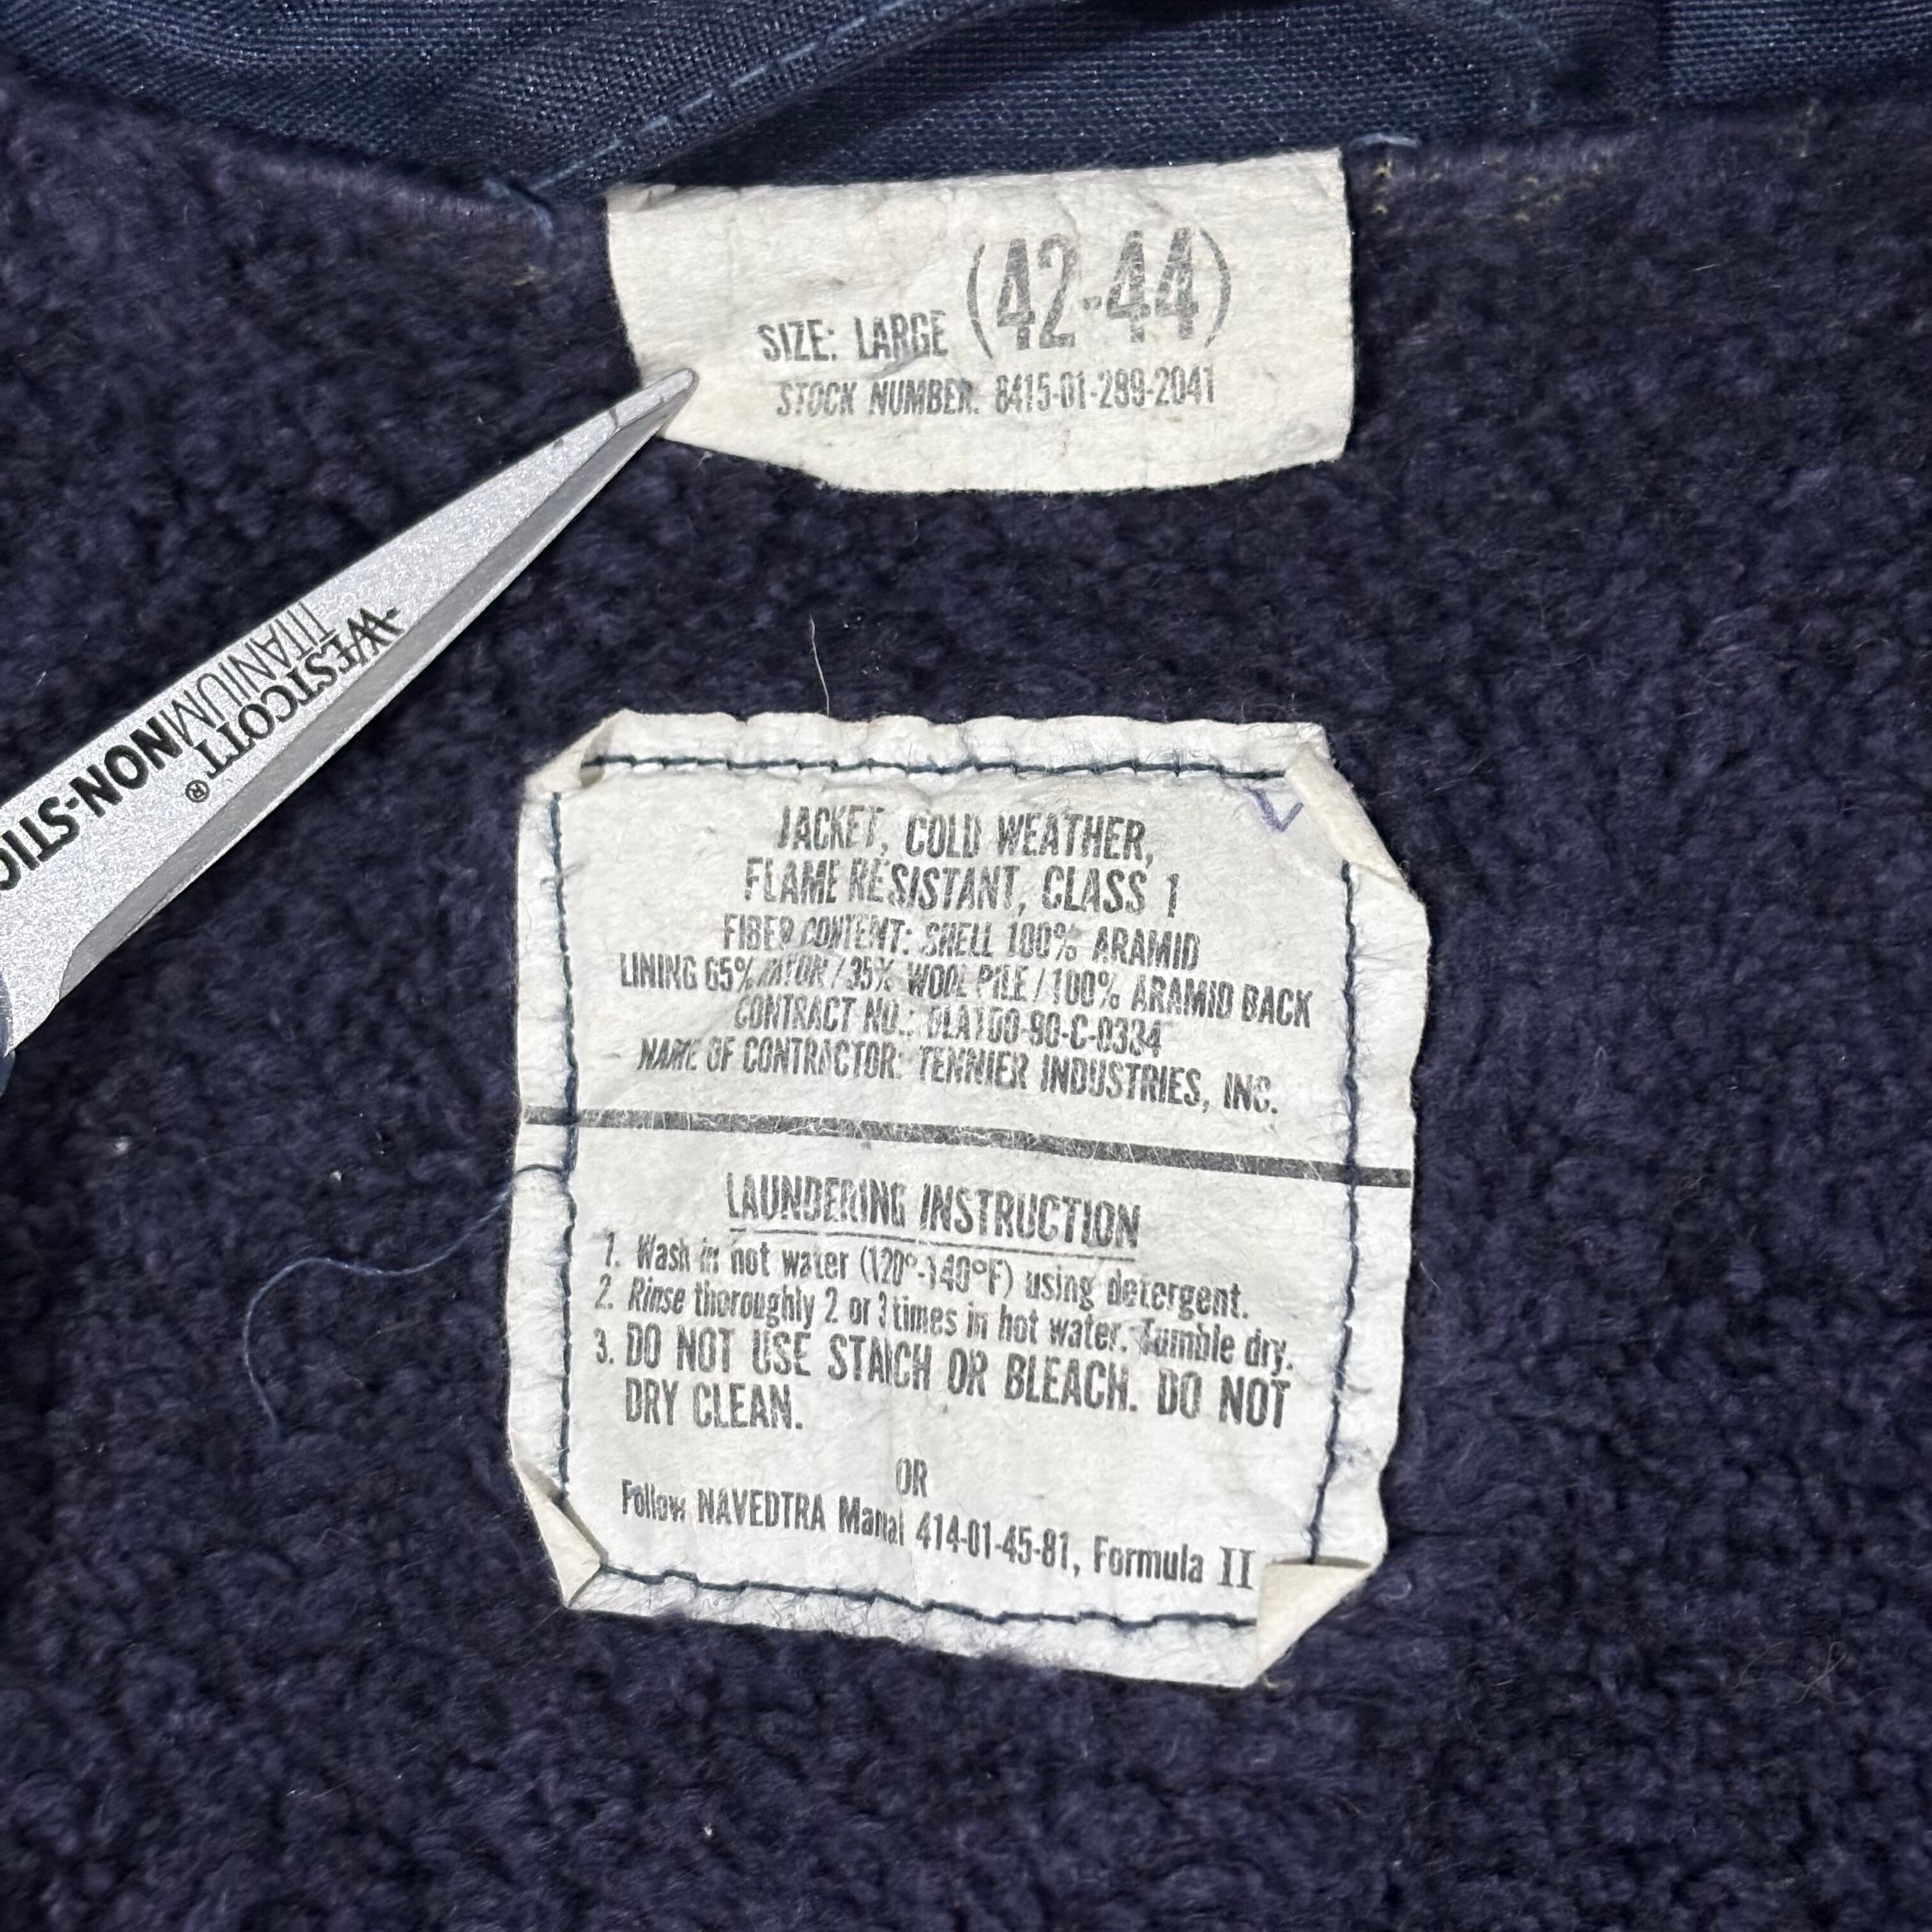 SIZE: LARGE (42-44)
STOCK NUMBER. 8415-01-289-2041
WESTCOTT®
TITANIUM
NON-STIC
JACKET, COLD WEATHER,
FLAME RESISTANT, CLASS 1
FIBER CONTENT: SHELL 100% ARAMID
LINING 65% RAYON / 35% WOOL PILE / 100% ARAMID BACK
CONTRACT NO.: DLA100-90-C-0334
NAME OF CONTRACTOR: TENNIER INDUSTRIES, INC.
LAUNDERING INSTRUCTION
1. Wash in hot water (120°-140°F) using detergent.
2. Rinse thoroughly 2 or 3 times in hot water. Tumble dry.
3. DO NOT USE STARCH OR BLEACH. DO NOT
DRY CLEAN.
OR
Follow NAVEDTRA Manual 414-01-45-81, Formula II